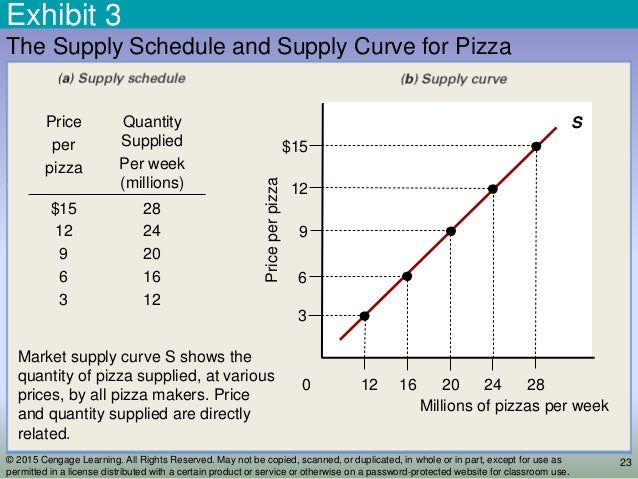 Exhibit 3
The Supply Schedule and Supply Curve for Pizza
(a) Supply schedule
Price
per
pizza
Quantity
Supplied
Per week
(millions)
$15 28
12 24
9 20
6 16
3 12
Market supply curve S shows the
quantity of pizza supplied, at various
prices, by all pizza makers. Price
and quantity supplied are directly
related.
(b) Supply curve
S
Price per pizza
$15
12
9
6
3
0 12 16 20 24 28
Millions of pizzas per week
© 2015 Cengage Learning. All Rights Reserved. May not be copied, scanned, or duplicated, in whole or in part, except for use as
permitted in a license distributed with a certain product or service or otherwise on a password-protected website for classroom use.
23